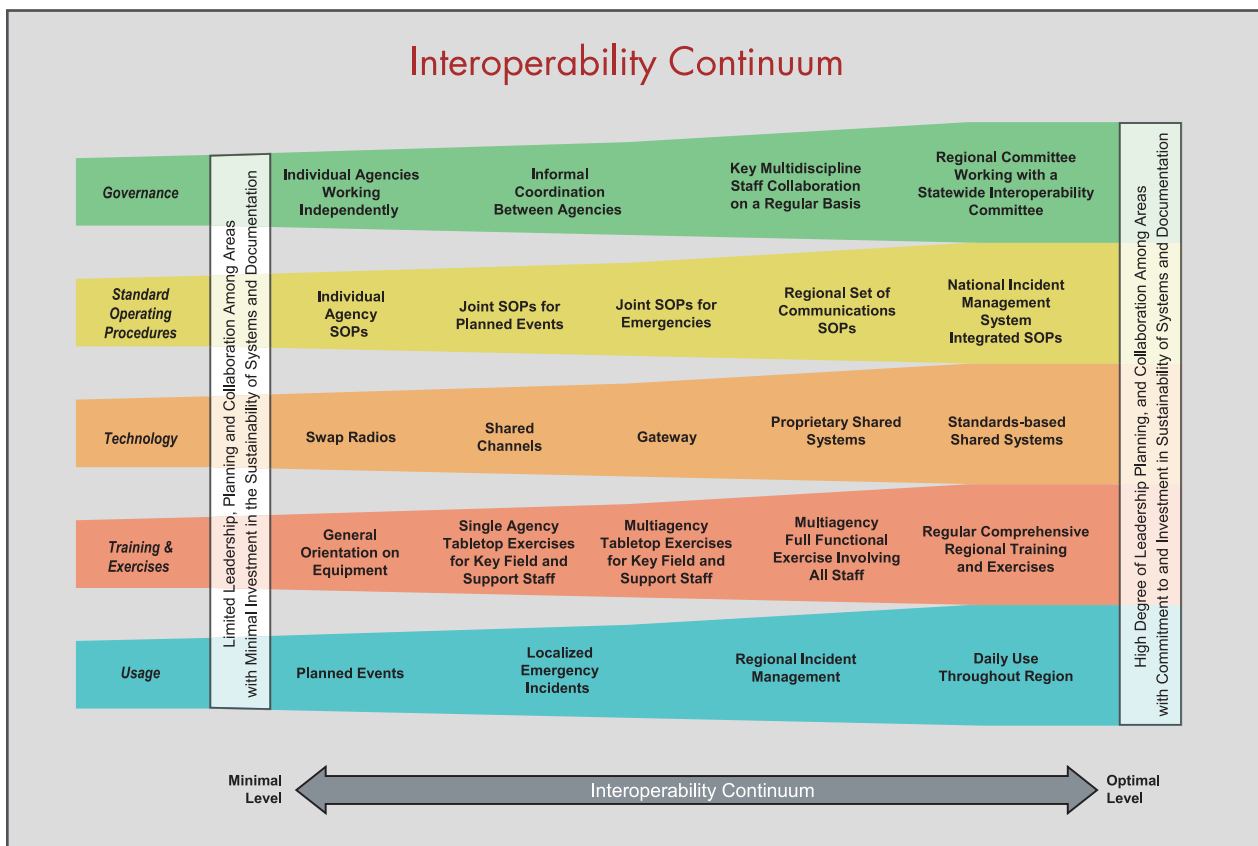 Interoperability Continuum
Limited Leadership, Planning and Collaboration Among Areas
with Minimal Investment in the Sustainability of Systems and Documentation
Governance
Individual Agencies
Working
Independently
Informal
Coordination
Between Agencies
Key Multidiscipline
Staff Collaboration
on a Regular Basis
Regional Committee
Working with a
Statewide Interoperability
Committee
Standard
Operating
Procedures
Individual
Agency
SOPs
Joint SOPs for
Planned Events
Joint SOPs for
Emergencies
Regional Set of
Communications
SOPs
National Incident
Management
System
Integrated SOPs
Technology
Swap Radios
Shared
Channels
Gateway
Proprietary Shared
Systems
Standards-based
Shared Systems
Training &
Exercises
General
Orientation on
Equipment
Single Agency
Tabletop Exercises
for Key Field and
Support Staff
Multiagency
Tabletop Exercises
for Key Field and
Support Staff
Multiagency
Full Functional
Exercise Involving
All Staff
Regular Comprehensive
Regional Training
and Exercises
Usage
Planned Events
Localized
Emergency
Incidents
Regional Incident
Management
Daily Use
Throughout Region
High Degree of Leadership Planning, and Collaboration Among Areas
with Commitment to and Investment in Sustainability of Systems and Documentation
Minimal
Level
Interoperability Continuum
Optimal
Level